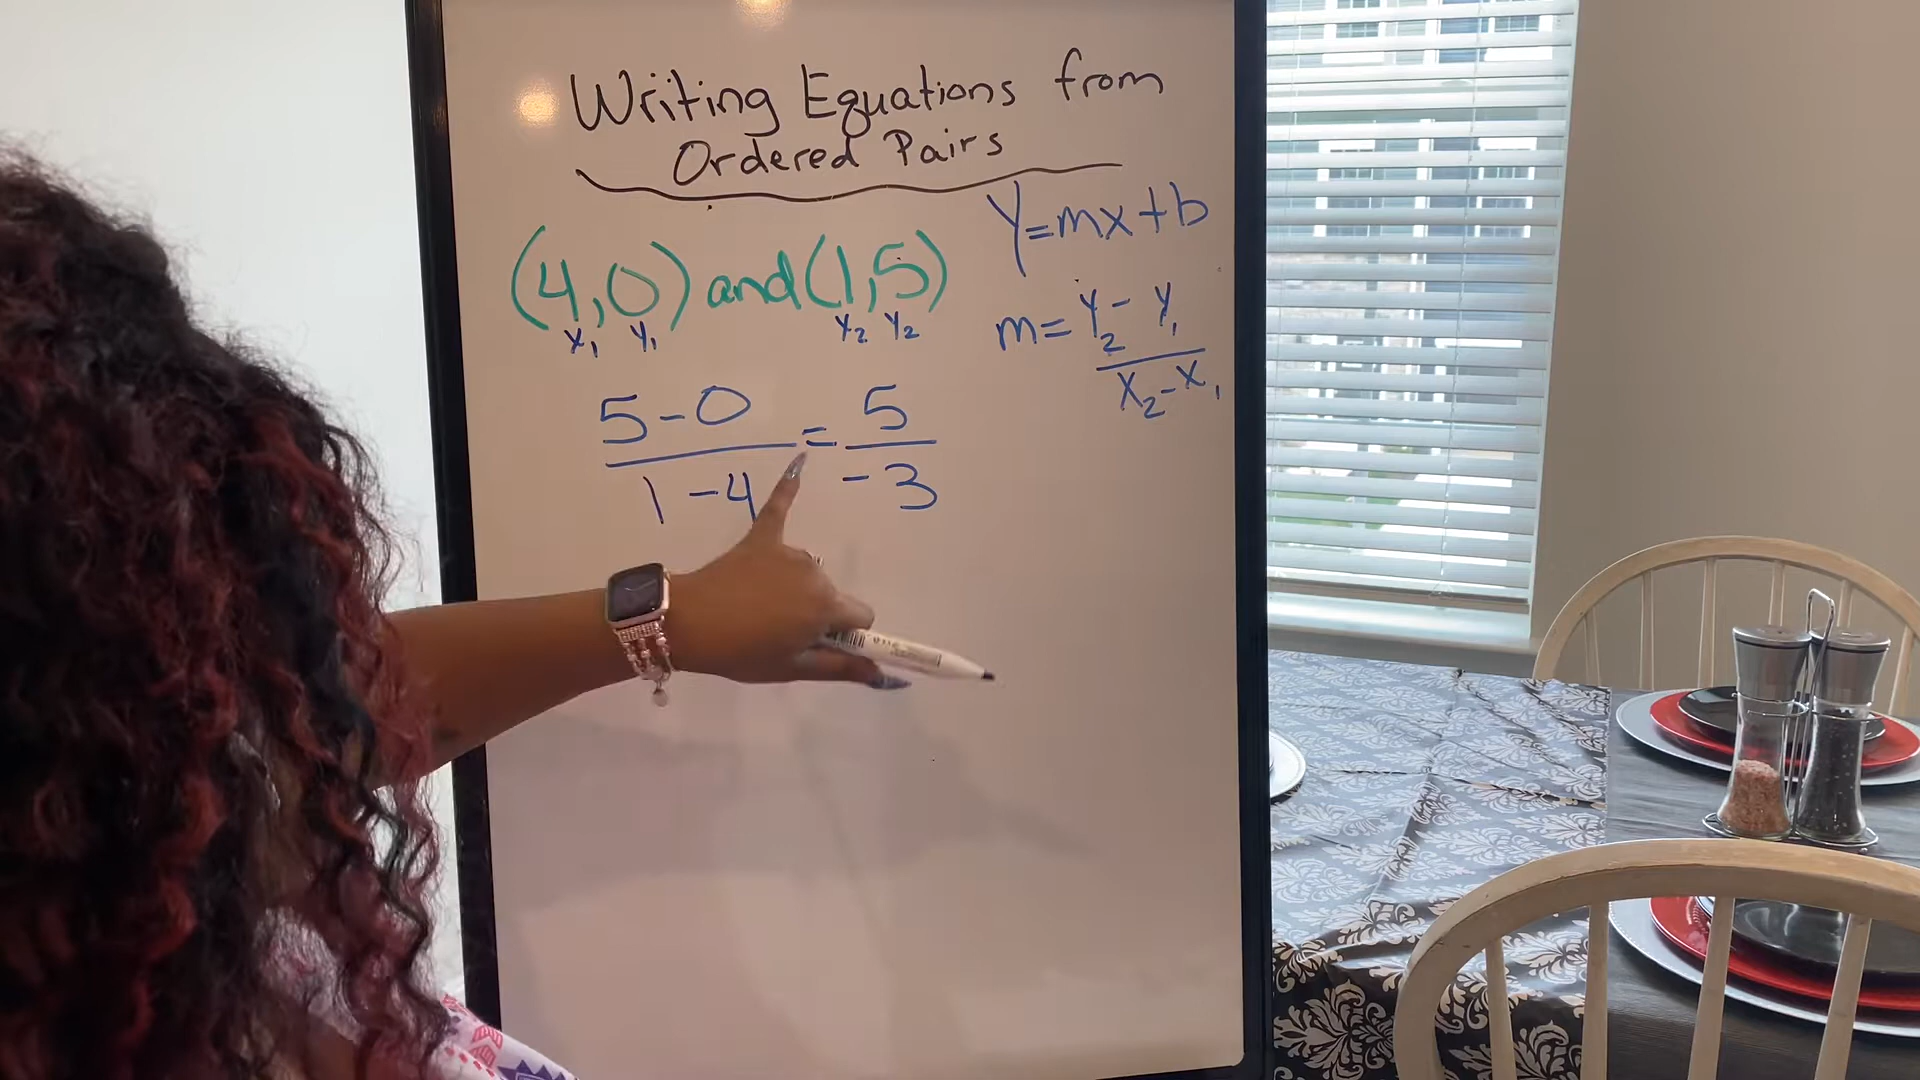 Writing Equations from
Ordered Pairs
y=mx+b
(4,0) and (1,5)
x₁ y₁ x₂ y₂
m= y₂ - y₁
x₂-x₁
5-0 = 5
1-4 -3